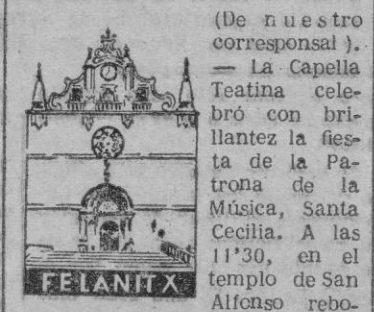 (De nuestro
corresponsal ).
— La Capella
Teatina cele-
bró con bri-
llantez la fies-
ta de la Pa-
trona de la
Música, Santa
Cecilia. A las
11'30, en el
templo de San
Alfonso rebo-
FELANITX